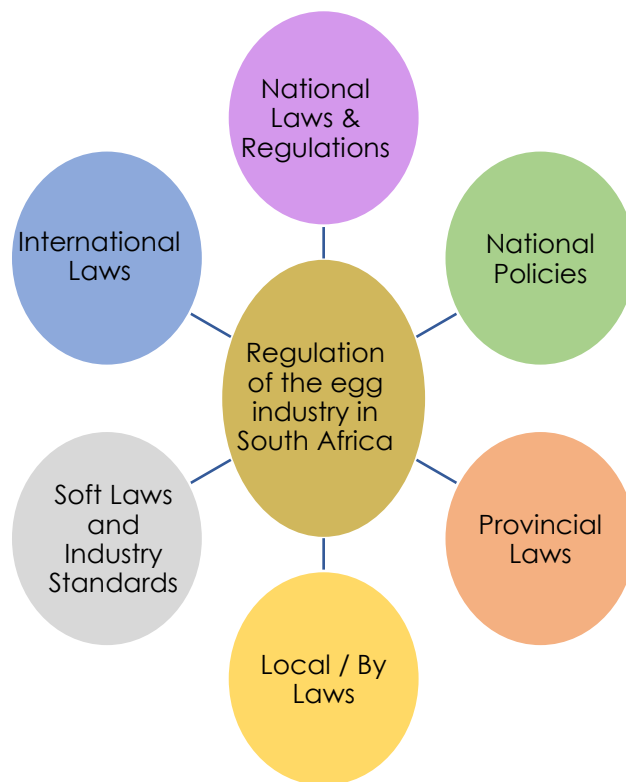 National
Laws &
Regulations
International
Laws
National
Policies
Regulation
of the egg
industry in
South Africa
Soft Laws
and
Industry
Standards
Provincial
Laws
Local / By
Laws